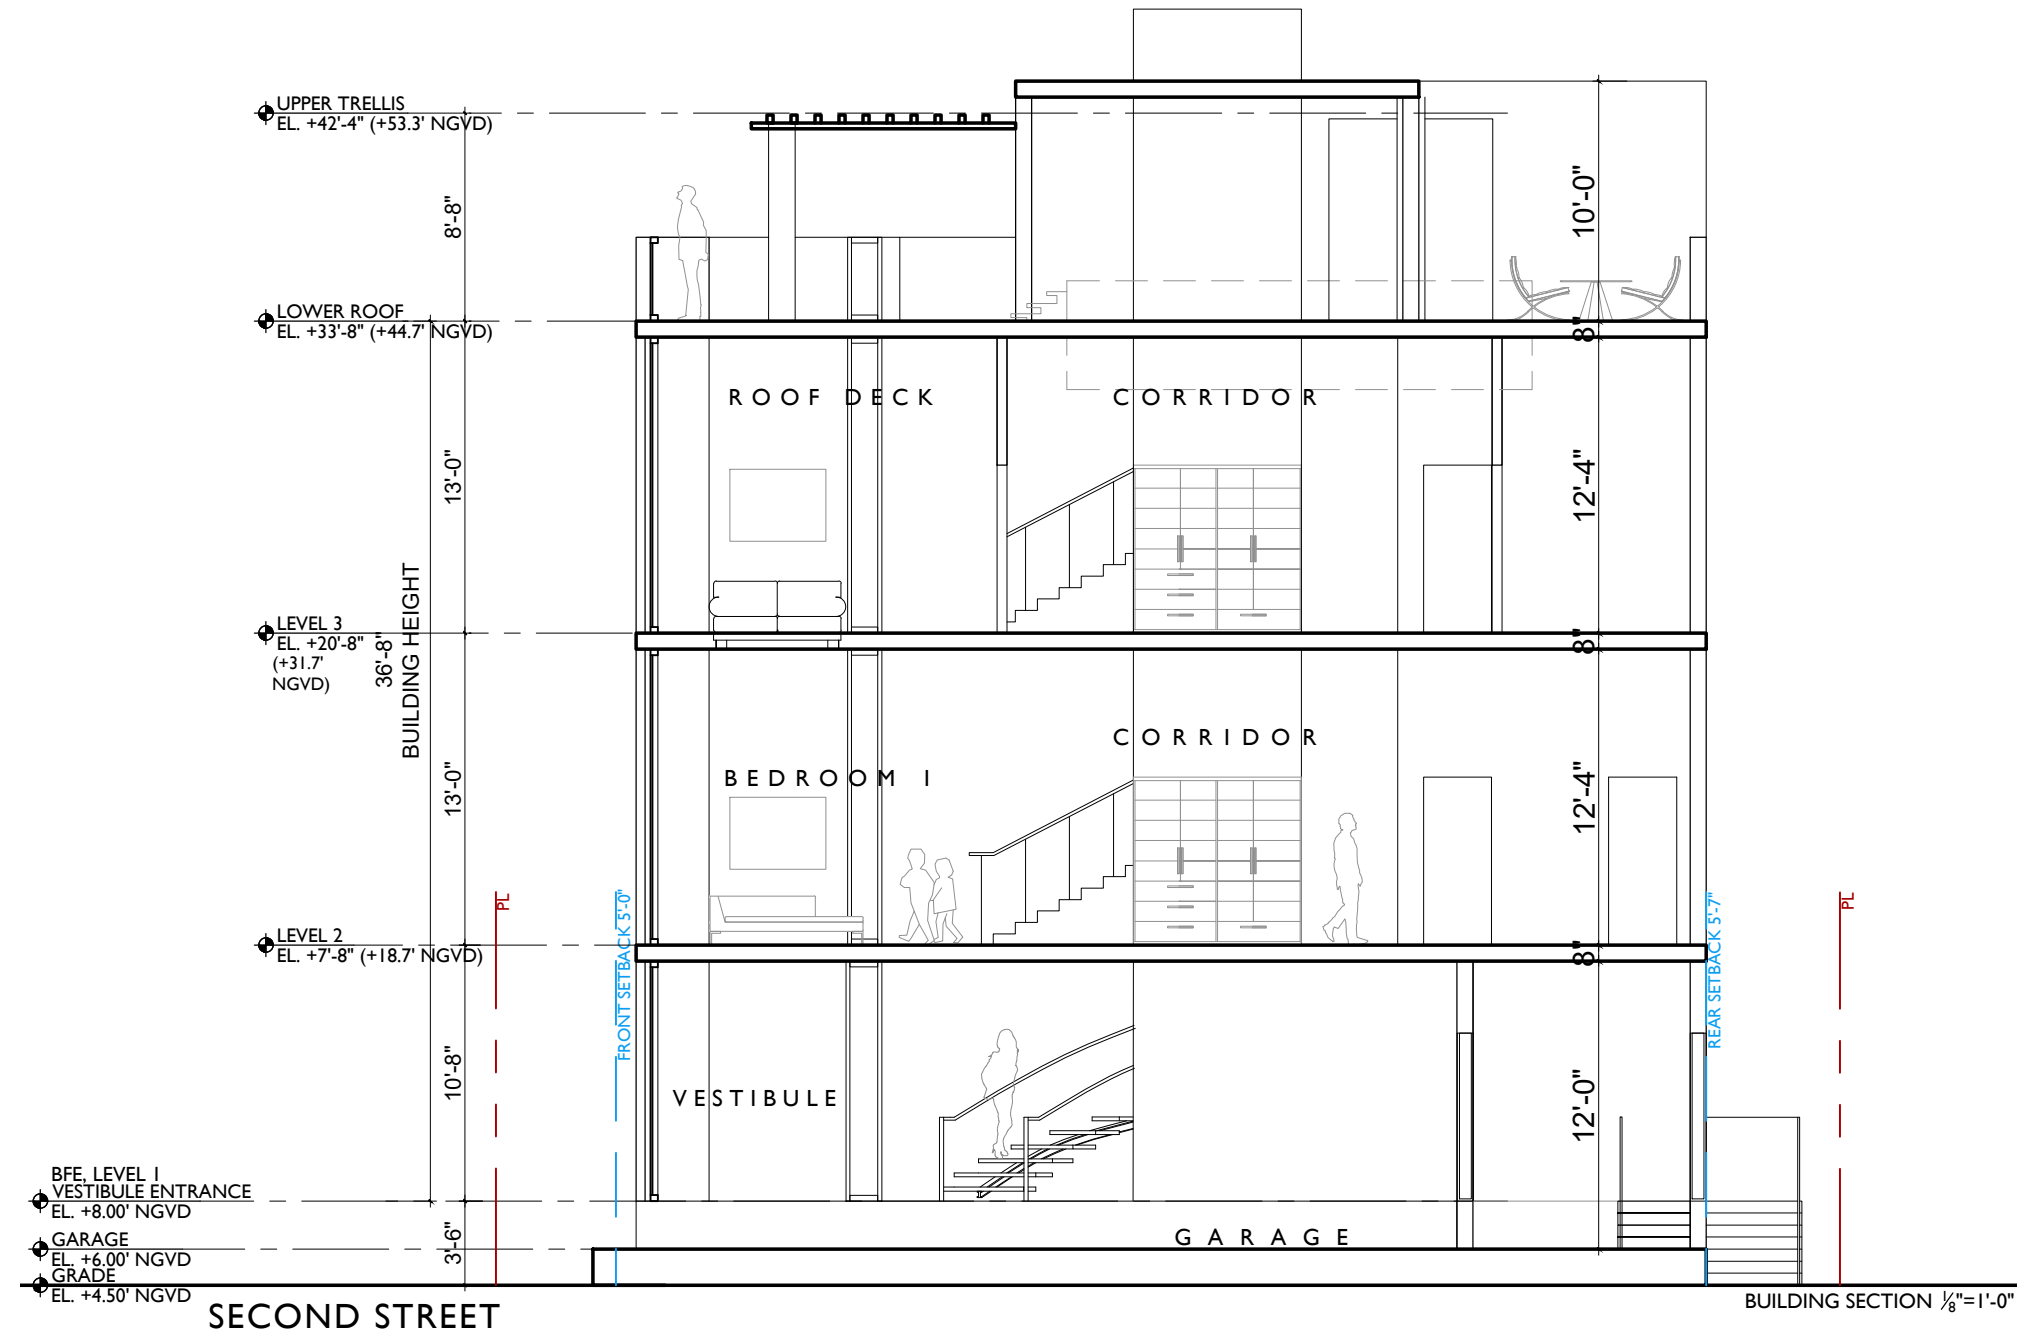 UPPER TRELLIS
EL. +42'-4" (+53.3' NGVD)
8'-8"
10'-0"
LOWER ROOF
EL. +33'-8" (+44.7' NGVD)
8"
ROOF DECK
CORRIDOR
13'-0"
12'-4"
LEVEL 3
EL. +20'-8"
(+31.7'
NGVD)
36'-8"
BUILDING HEIGHT
8"
CORRIDOR
BEDROOM 1
13'-0"
12'-4"
PL
FRONT SETBACK 5'-0"
REAR SETBACK 5'-7"
PL
LEVEL 2
EL. +7'-8" (+18.7' NGVD)
8"
10'-8"
VESTIBULE
12'-0"
BFE, LEVEL 1
VESTIBULE ENTRANCE
EL. +8.00' NGVD
GARAGE
EL. +6.00' NGVD
3'-6"
GARAGE
GRADE
EL. +4.50' NGVD
SECOND STREET
BUILDING SECTION ⅛"=1'-0"